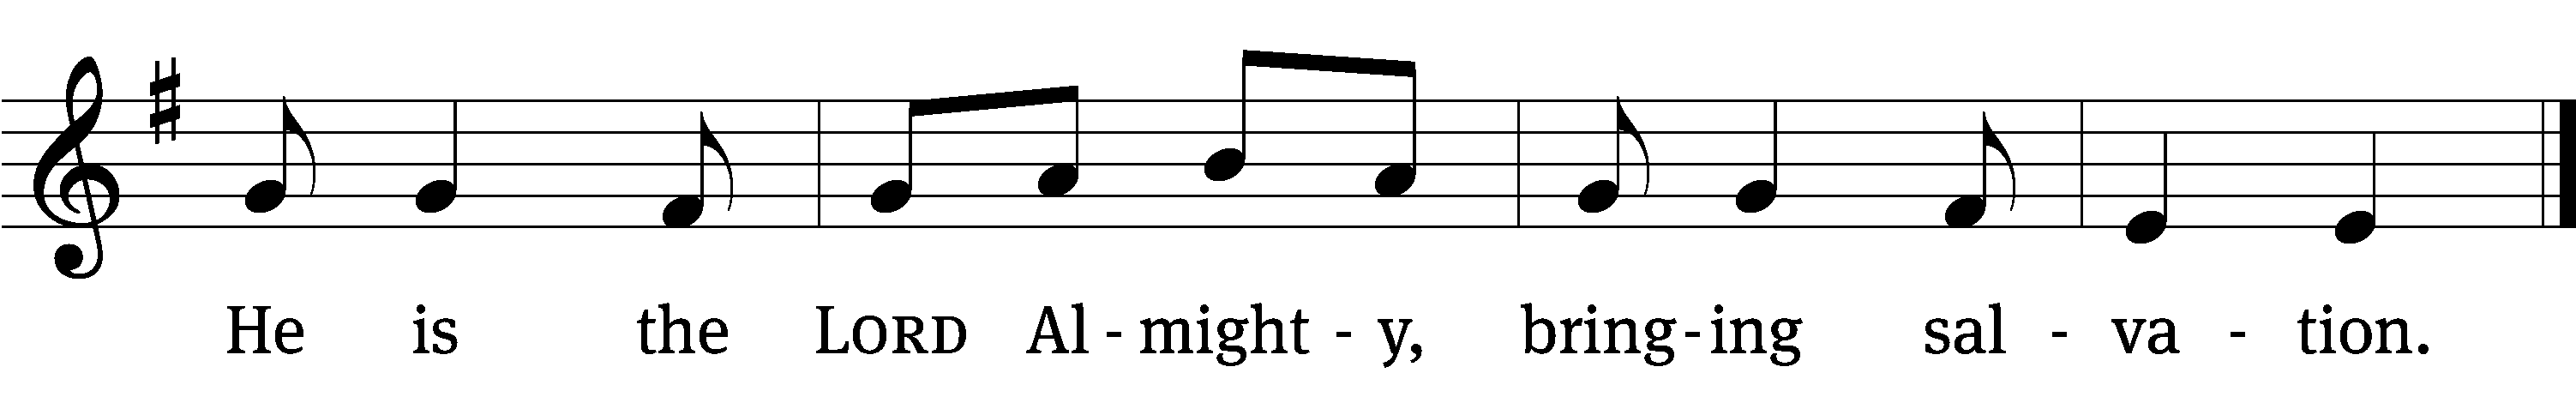 He is the LORD Al - might - y, bring - ing sal - va - tion.